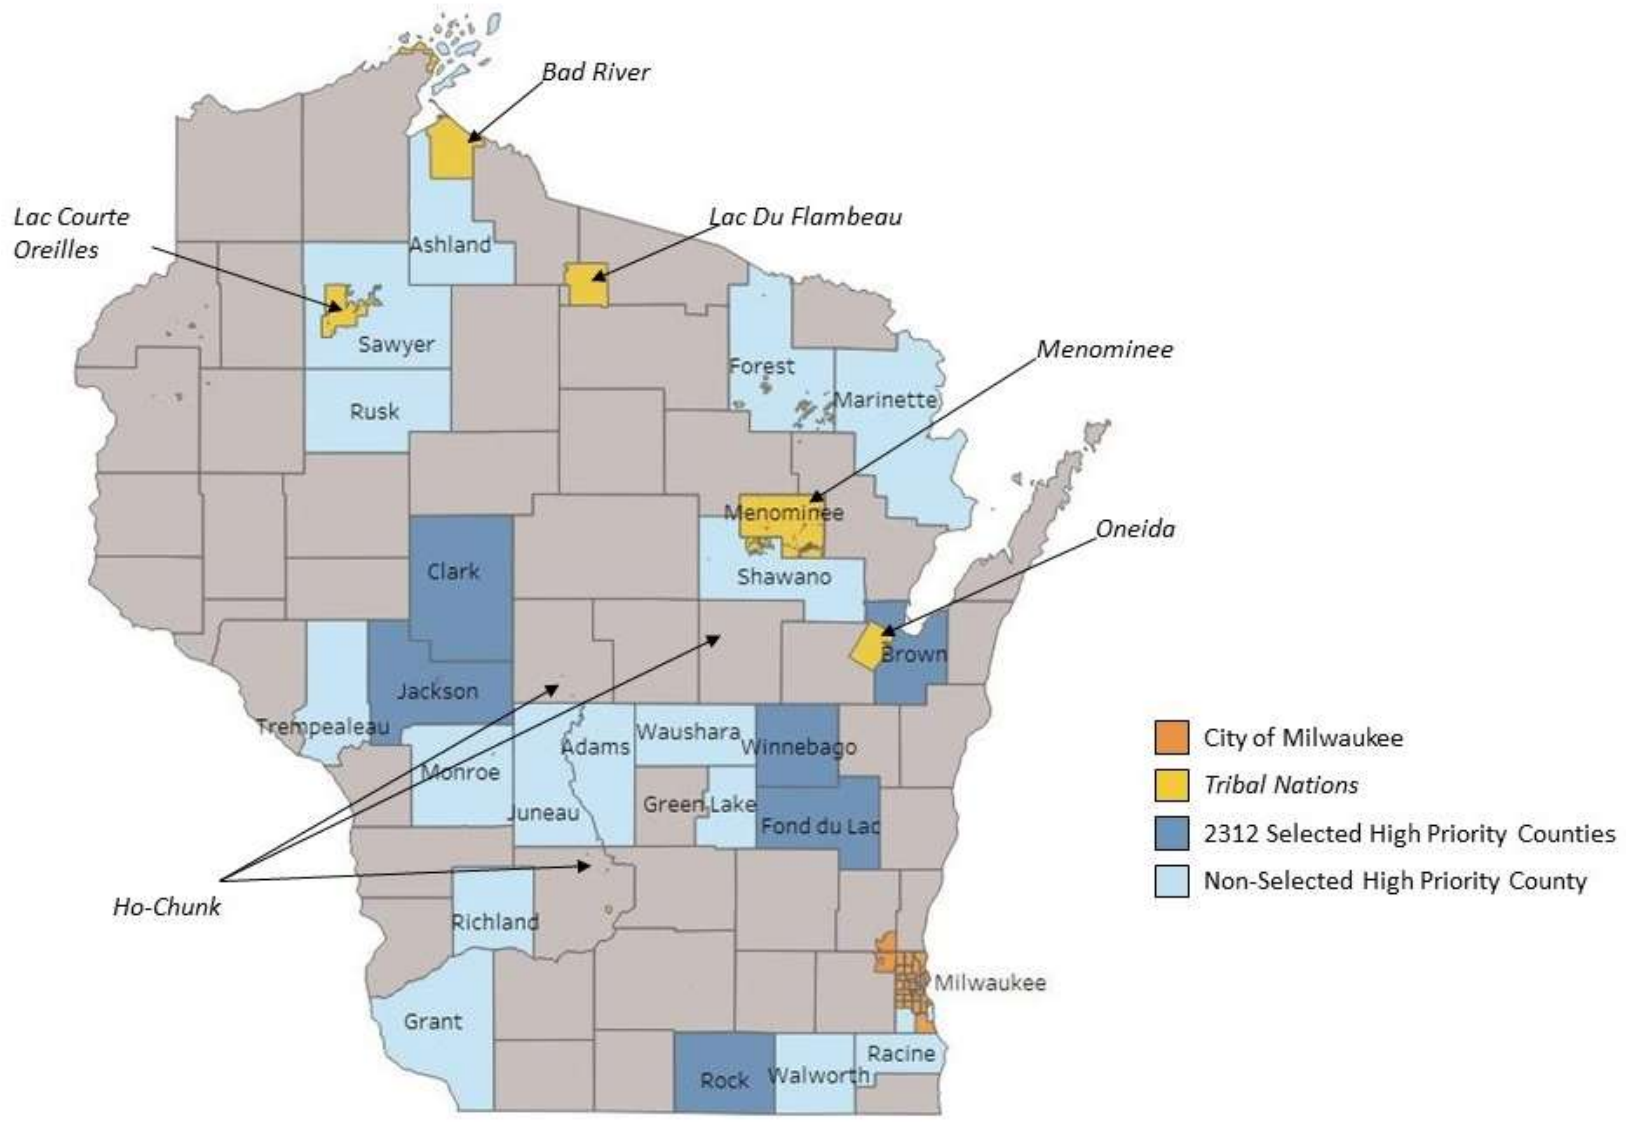 Bad River
Lac Courte
Oreilles
Lac Du Flambeau
Ashland
Sawyer
Menominee
Forest
Rusk
Marinette
Menominee
Oneida
Clark
Shawano
Brown
Jackson
Trempealeau
Waushara
Adams
Winnebago
Monroe
Green Lake
Juneau
Fond du Lac
Ho-Chunk
Richland
Milwaukee
Grant
Racine
Rock
Walworth
City of Milwaukee
Tribal Nations
2312 Selected High Priority Counties
Non-Selected High Priority County